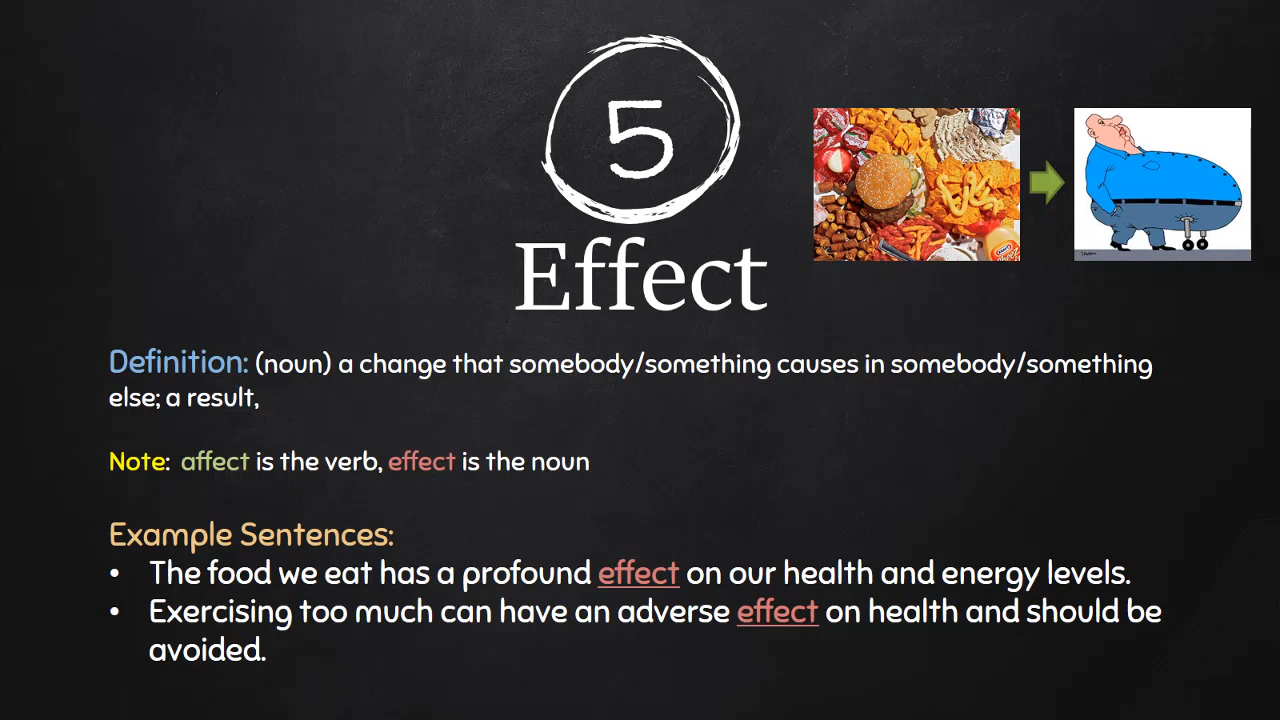 5
Effect
Definition: (noun) a change that somebody/something causes in somebody/something
else; a result,
Note: affect is the verb, effect is the noun
Example Sentences:
• The food we eat has a profound effect on our health and energy levels.
• Exercising too much can have an adverse effect on health and should be
avoided.